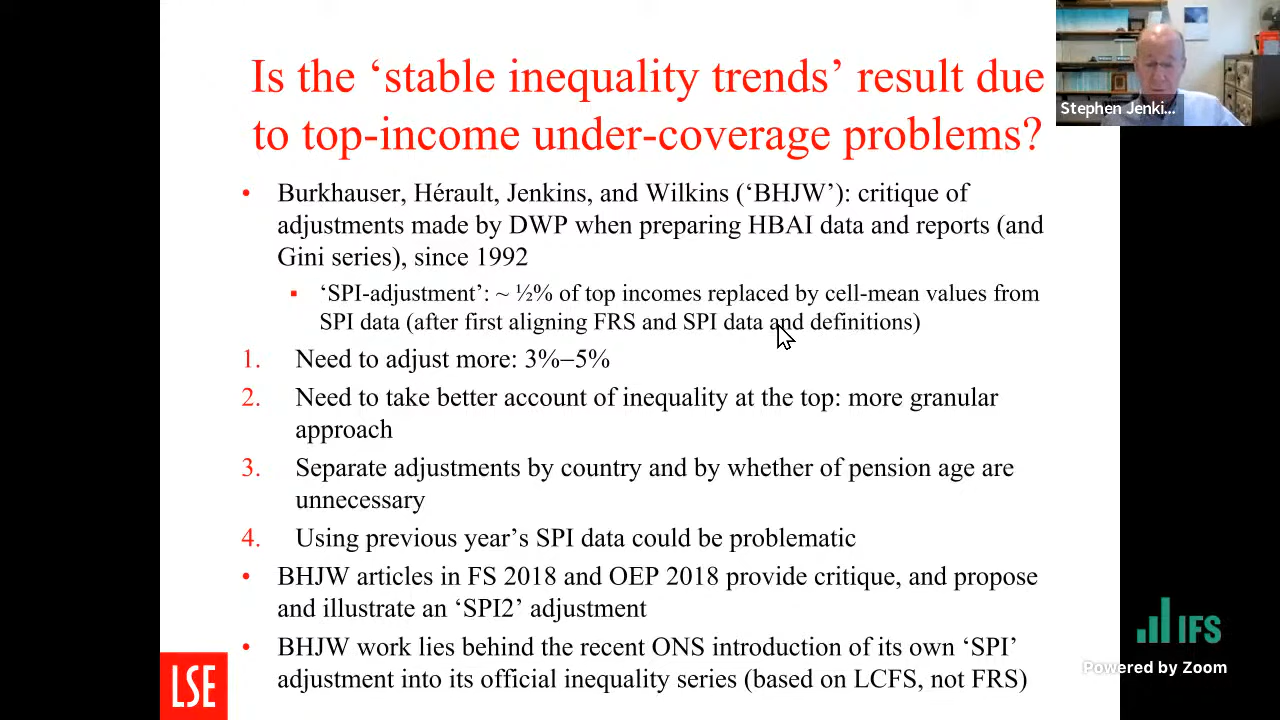 Is the ‘stable inequality trends’ result due
to top-income under-coverage problems?
• Burkhauser, Hérault, Jenkins, and Wilkins (‘BHJW’): critique of
adjustments made by DWP when preparing HBAI data and reports (and
Gini series), since 1992
▪ ‘SPI-adjustment’: ~ ½% of top incomes replaced by cell-mean values from
SPI data (after first aligning FRS and SPI data and definitions)
1. Need to adjust more: 3%–5%
2. Need to take better account of inequality at the top: more granular
approach
3. Separate adjustments by country and by whether of pension age are
unnecessary
4. Using previous year’s SPI data could be problematic
• BHJW articles in FS 2018 and OEP 2018 provide critique, and propose
and illustrate an ‘SPI2’ adjustment
• BHJW work lies behind the recent ONS introduction of its own ‘SPI’
adjustment into its official inequality series (based on LCFS, not FRS)
LSE
Stephen Jenki...
IFS
Powered by Zoom